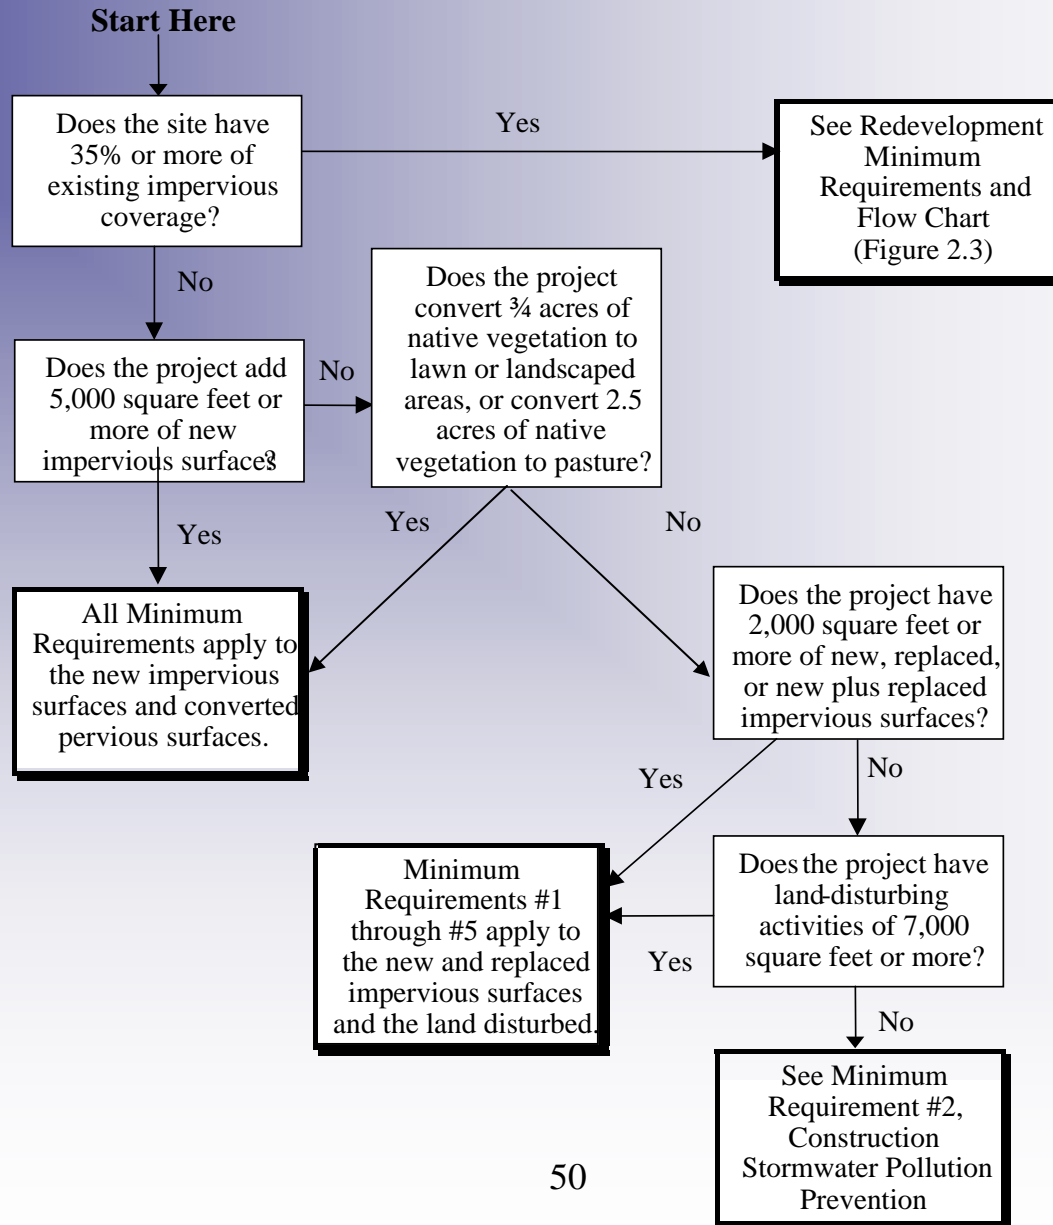 Start Here
Does the site have
35% or more of
existing impervious
coverage?
Yes
See Redevelopment
Minimum
Requirements and
Flow Chart
(Figure 2.3)
No
Does the project
convert ¾ acres of
native vegetation to
lawn or landscaped
areas, or convert 2.5
acres of native
vegetation to pasture?
Does the project add
5,000 square feet or
more of new
impervious surfaces?
No
Yes
Yes
No
All Minimum
Requirements apply to
the new impervious
surfaces and converted
pervious surfaces.
Does the project have
2,000 square feet or
more of new, replaced,
or new plus replaced
impervious surfaces?
Yes
No
Minimum
Requirements #1
through #5 apply to
the new and replaced
impervious surfaces
and the land disturbed.
Does the project have
land-disturbing
activities of 7,000
square feet or more?
Yes
No
See Minimum
Requirement #2,
Construction
Stormwater Pollution
Prevention
50